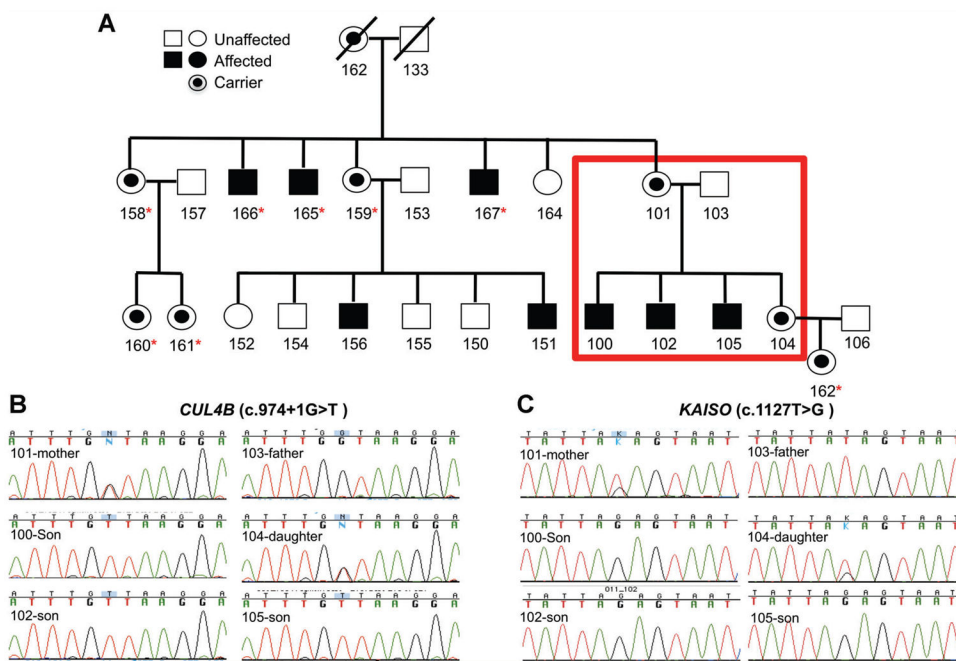 A
Unaffected
Affected
Carrier
162 133
158* 157 166* 165* 159* 153 167* 164 101 103
160* 161* 152 154 156 155 150 151 100 102 105 104 106
162*
B CUL4B (c.974+1G>T )
A T T T G N T A A G G A
A T T T G N T A A G G A
101-mother
A T T T G G T A A G G A
A T T T G G T A A G G A
103-father
A T T T G T T A A G G A
A T T T G T T A A G G A
100-Son
A T T T G N T A A G G A
A T T T G N T A A G G A
104-daughter
A T T T G T T A A G G A
A T T T G T T A A G G A
102-son
A T T T G T T A A G G A
A T T T G T T A A G G A
105-son
C KAISO (c.1127T>G )
T A T T A K A G T A A T
T A T T A K A G T A A T
101-mother
T A T T A T A G T A A T
T A T T A T A G T A A T
103-father
T A T T A G A G T A A T
T A T T A G A G T A A T
100-Son
T A T T A K A G T A A T
T A T T A K A G T A A T
104-daughter
011_102
T A T T A G A G T A A T
T A T T A G A G T A A T
102-son
T A T T A G A G T A A T
T A T T A G A G T A A T
105-son